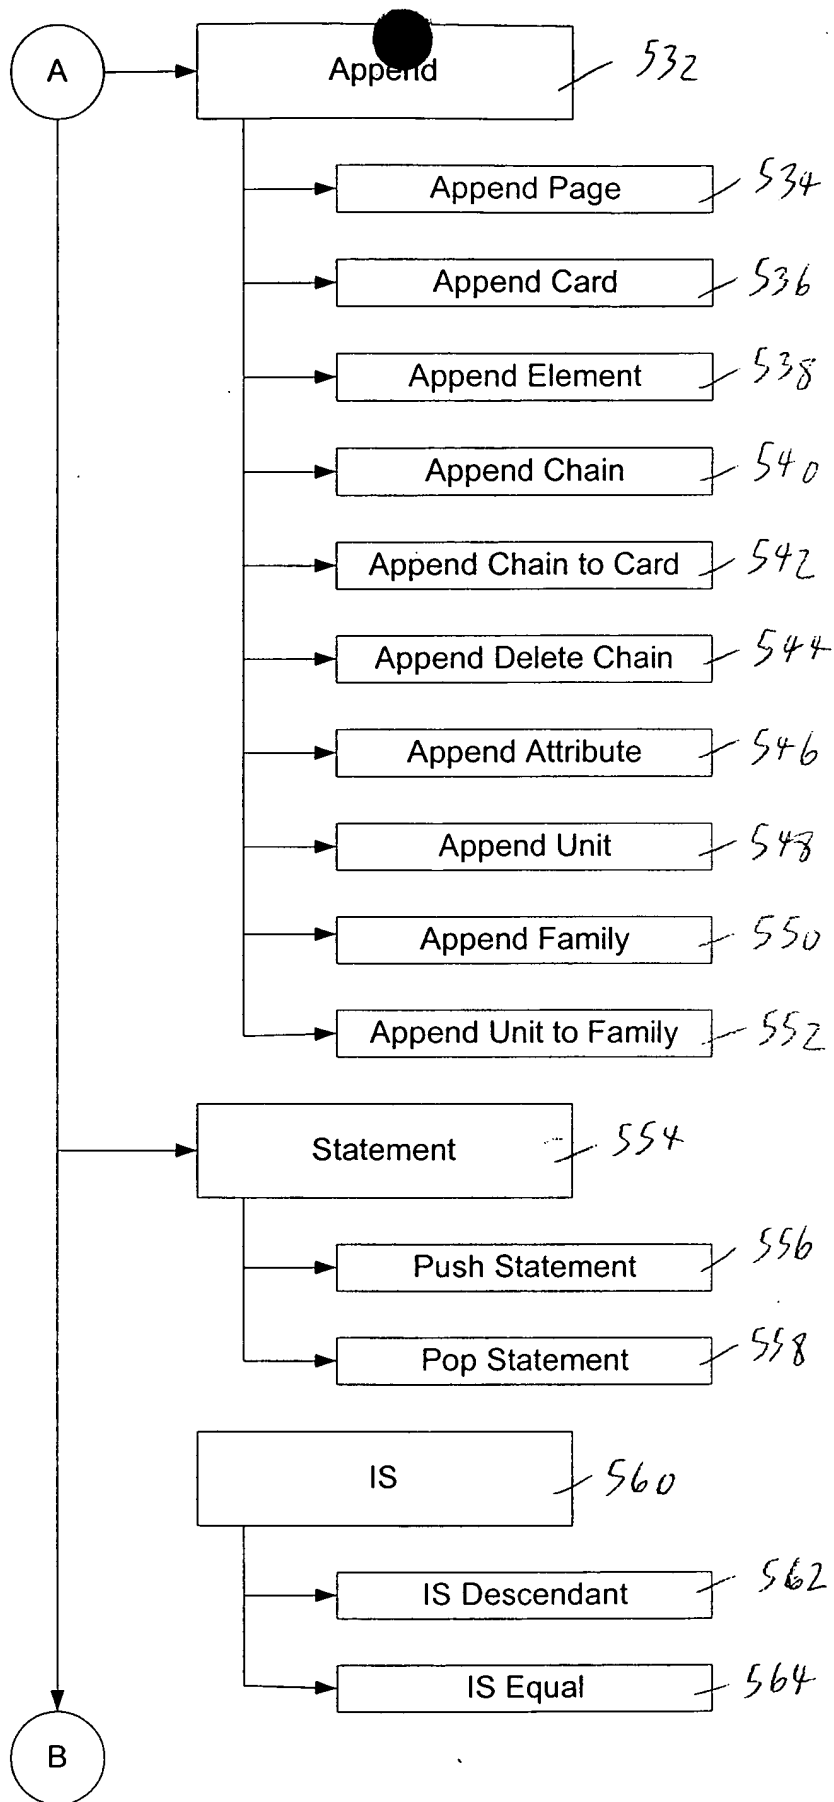 A
Append 532
Append Page 534
Append Card 536
Append Element 538
Append Chain 540
Append Chain to Card 542
Append Delete Chain 544
Append Attribute 546
Append Unit 548
Append Family 550
Append Unit to Family 552
Statement 554
Push Statement 556
Pop Statement 558
IS 560
IS Descendant 562
IS Equal 564
B